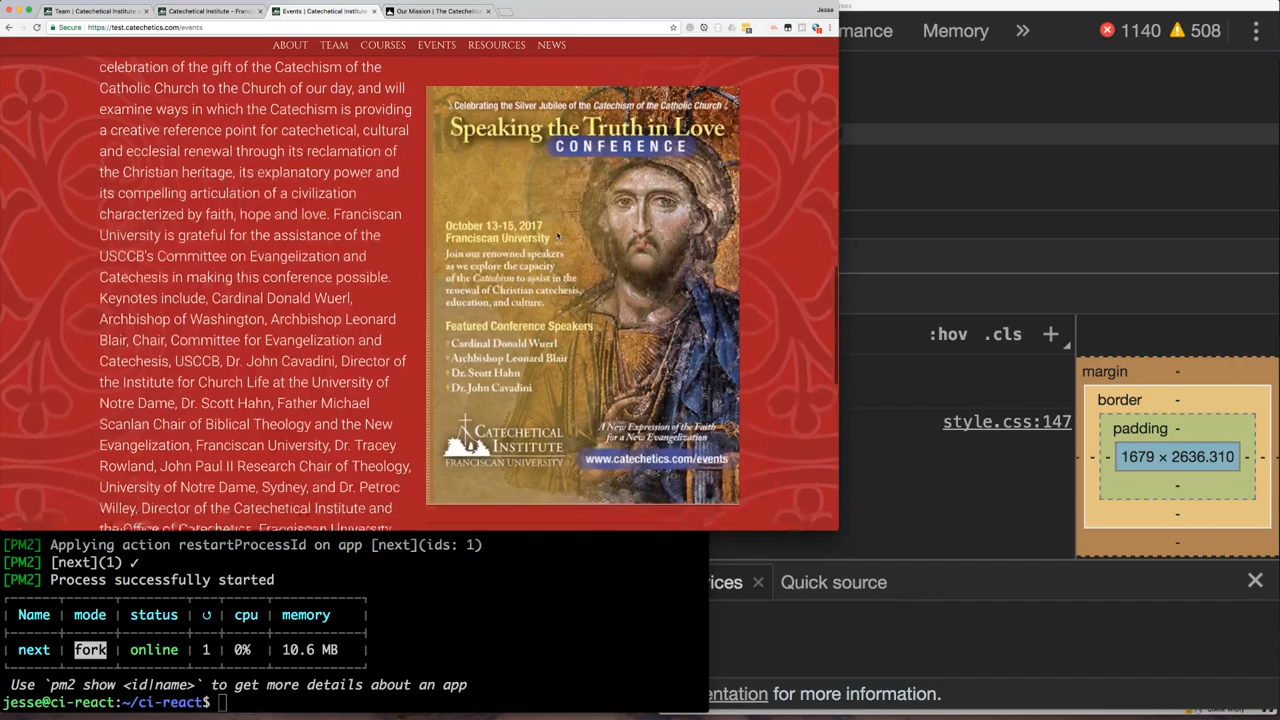 Team | Catechetical Institute
Catechetical Institute – Fran
Events | Catechetical Institute
Our Mission | The Catechetic
Jesse
Secure
https://test.catechetics.com/events
ABOUT TEAM COURSES EVENTS RESOURCES NEWS
celebration of the gift of the Catechism of the
Catholic Church to the Church of our day, and will
examine ways in which the Catechism is providing
a creative reference point for catechetical, cultural
and ecclesial renewal through its reclamation of
the Christian heritage, its explanatory power and
its compelling articulation of a civilization
characterized by faith, hope and love. Franciscan
University is grateful for the assistance of the
USCCB's Committee on Evangelization and
Catechesis in making this conference possible.
Keynotes include, Cardinal Donald Wuerl,
Archbishop of Washington, Archbishop Leonard
Blair, Chair, Committee for Evangelization and
Catechesis, USCCB, Dr. John Cavadini, Director of
the Institute for Church Life at the University of
Notre Dame, Dr. Scott Hahn, Father Michael
Scanlan Chair of Biblical Theology and the New
Evangelization, Franciscan University, Dr. Tracey
Rowland, John Paul II Research Chair of Theology,
University of Notre Dame, Sydney, and Dr. Petroc
Willey, Director of the Catechetical Institute and
the Office of Catechetics, Franciscan University
Celebrating the Silver Jubilee of the Catechism of the Catholic Church
Speaking the Truth in Love
CONFERENCE
October 13-15, 2017
Franciscan University
Join our renowned speakers
as we explore the capacity
of the Catechism to assist in the
renewal of Christian catechesis,
education, and culture.
Featured Conference Speakers
Cardinal Donald Wuerl
Archbishop Leonard Blair
Dr. Scott Hahn
Dr. John Cavadini
CATECHETICAL
INSTITUTE
FRANCISCAN UNIVERSITY
A New Expression of the Faith
for a New Evangelization
www.catechetics.com/events
mance Memory » 1140 508
:hov .cls +
style.css:147
margin -
border -
padding -
- - - 1679 × 2636.310 - - -
-
-
-
[PM2] Applying action restartProcessId on app [next](ids: 1)
[PM2] [next](1) ✓
[PM2] Process successfully started
Name mode status ↺ cpu memory
next fork online 1 0% 10.6 MB
Use `pm2 show <id|name>` to get more details about an app
jesse@ci-react:~/ci-react$
vices × Quick source
entation for more information.